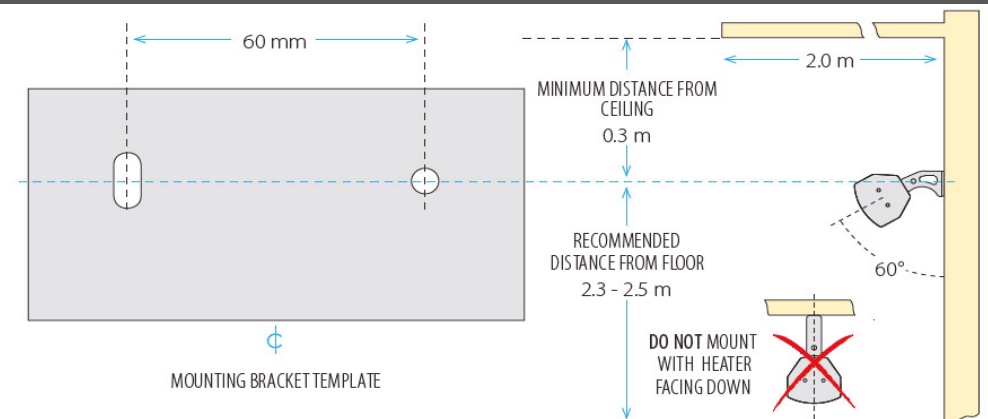 60 mm
2.0 m
MINIMUM DISTANCE FROM
CEILING
0.3 m
RECOMMENDED
DISTANCE FROM FLOOR
2.3 - 2.5 m
60°
DO NOT MOUNT
WITH HEATER
FACING DOWN
℄
MOUNTING BRACKET TEMPLATE